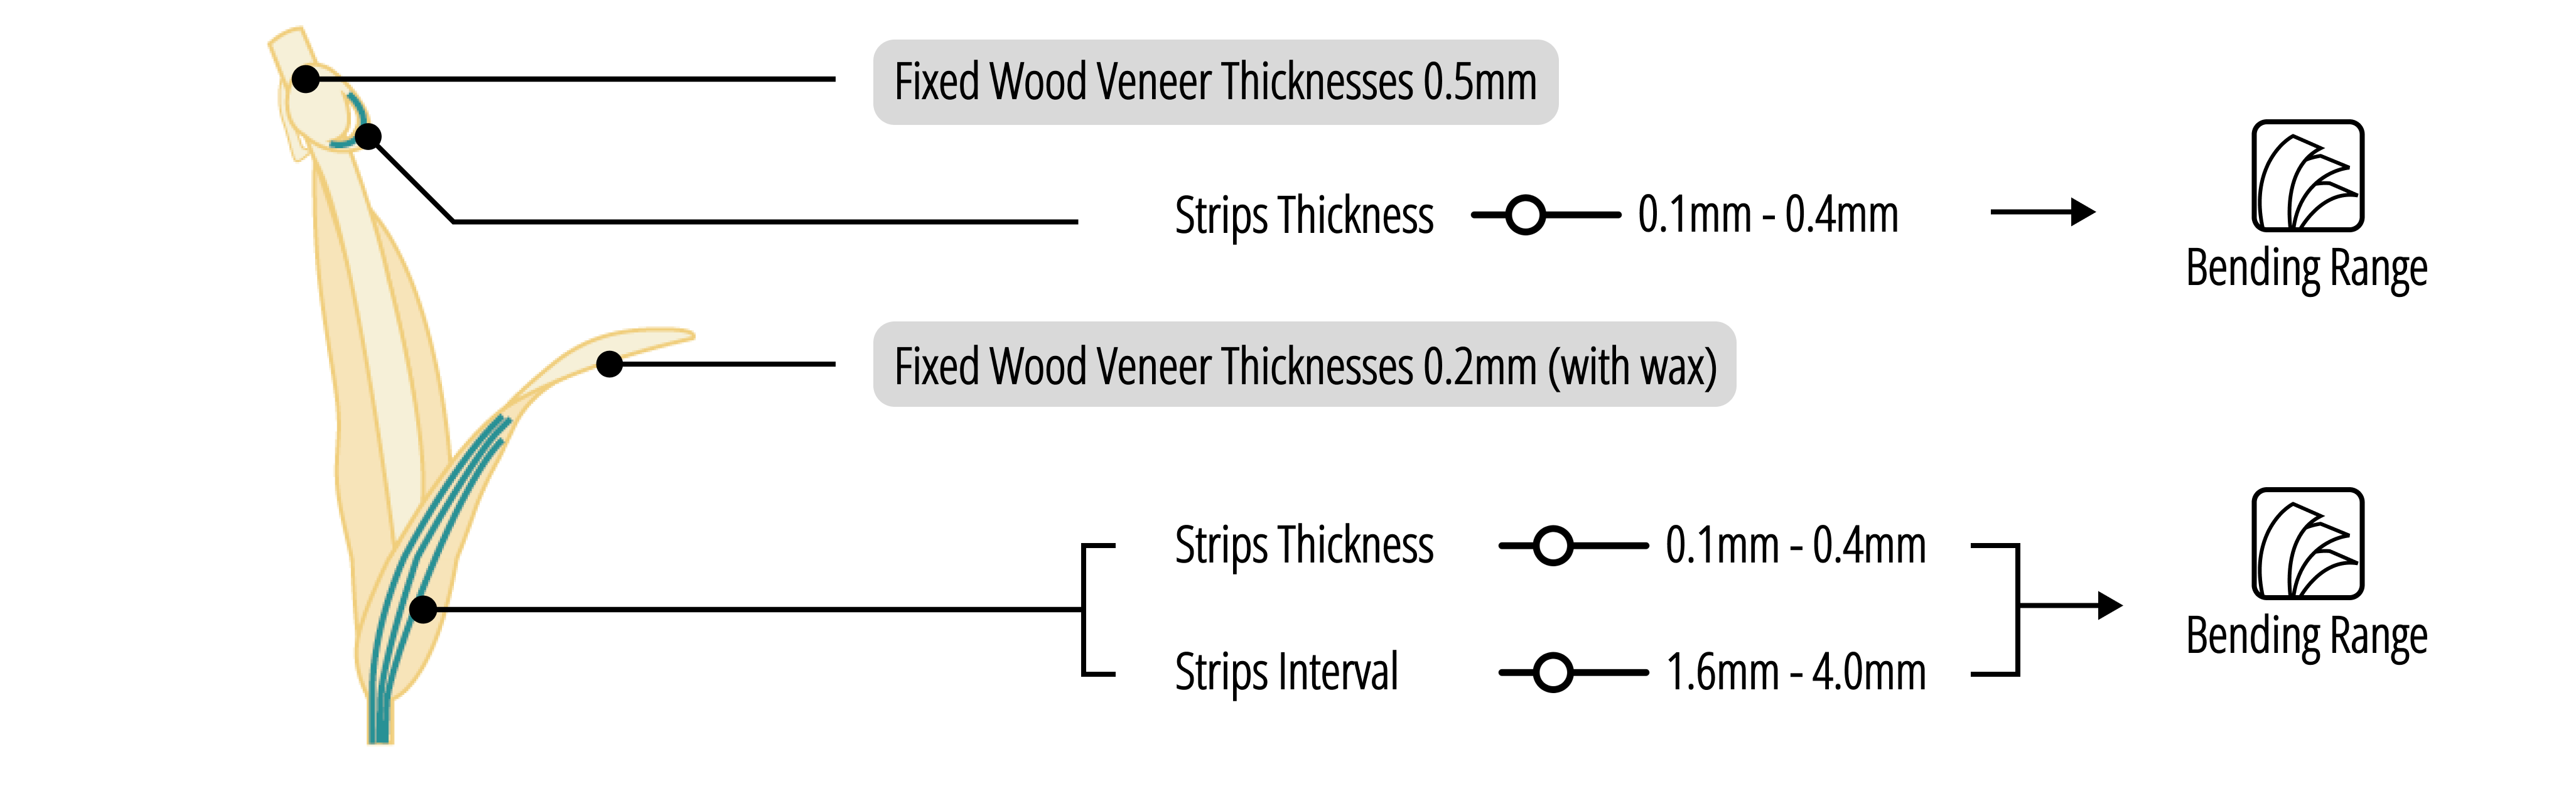 Fixed Wood Veneer Thicknesses 0.5mm
Strips Thickness 0.1mm - 0.4mm
Bending Range
Fixed Wood Veneer Thicknesses 0.2mm (with wax)
Strips Thickness 0.1mm - 0.4mm
Strips Interval 1.6mm - 4.0mm
Bending Range